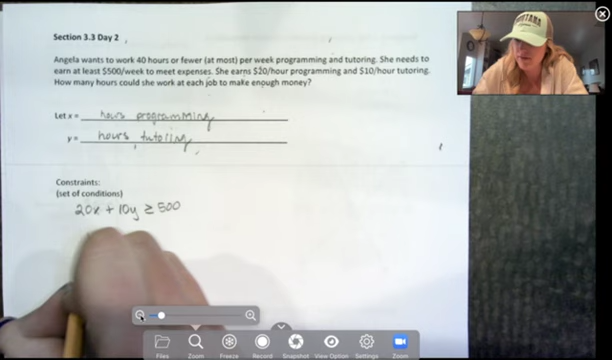 Section 3.3 Day 2
Angela wants to work 40 hours or fewer (at most) per week programming and tutoring. She needs to
earn at least $500/week to meet expenses. She earns $20/hour programming and $10/hour tutoring.
How many hours could she work at each job to make enough money?
Let x = hours programming
y = hours tutoring
Constraints:
(set of conditions)
20x + 10y ≥ 500
Files Zoom Freeze Record Snapshot View Option Settings Zoom